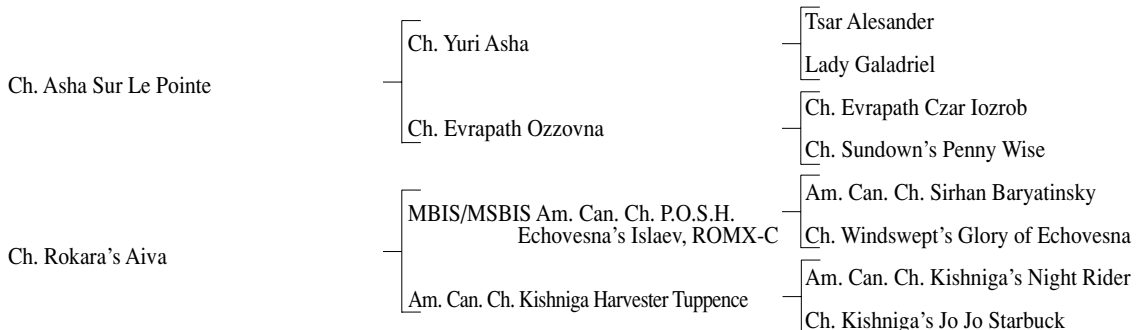 Tsar Alesander
Ch. Yuri Asha
Lady Galadriel
Ch. Asha Sur Le Pointe
Ch. Evrapath Czar Iozrob
Ch. Evrapath Ozzovna
Ch. Sundown’s Penny Wise
Am. Can. Ch. Sirhan Baryatinsky
MBIS/MSBIS Am. Can. Ch. P.O.S.H.
Echovesna’s Islaev, ROMX-C
Ch. Windswept’s Glory of Echovesna
Ch. Rokara’s Aiva
Am. Can. Ch. Kishniga’s Night Rider
Am. Can. Ch. Kishniga Harvester Tuppence
Ch. Kishniga’s Jo Jo Starbuck